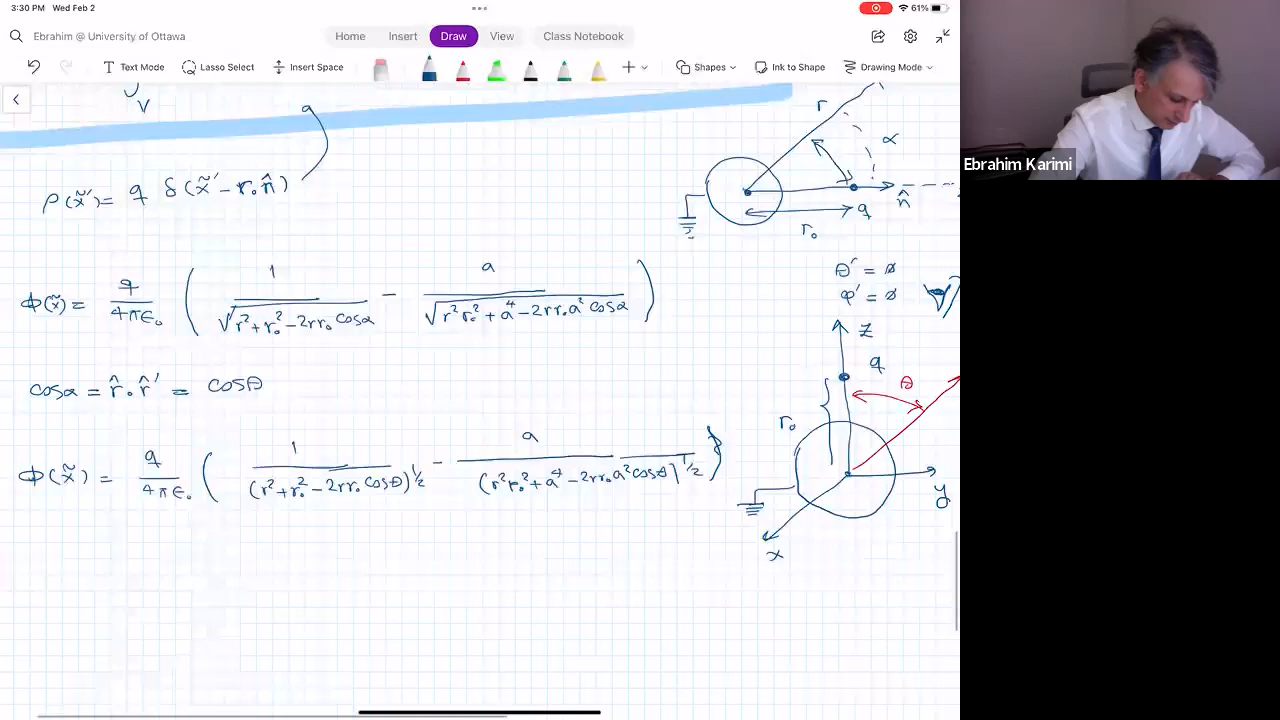 3:30 PM Wed Feb 2
61%
Ebrahim @ University of Ottawa
Home Insert Draw View Class Notebook
Text Mode Lasso Select Insert Space Shapes Ink to Shape Drawing Mode
V
ρ(x̃′) = q δ(x̃′ − r₀n̂)
Φ(x̃) = q/4πε₀ ( 1/√(r² + r₀² − 2rr₀ cosα) − a/√(r²r₀² + a⁴ − 2rr₀a² cosα) )
cosα = r̂ . r̂′ = cosθ
Φ(x̃) = q/4πε₀ ( 1/(r² + r₀² − 2rr₀ cosθ)^½ − a/(r²r₀² + a⁴ − 2rr₀a² cosθ)^½ )
r
α
n̂
q
r₀
θ′ = ∅
φ′ = ∅
z
q
θ
r₀
y
x
Ebrahim Karimi